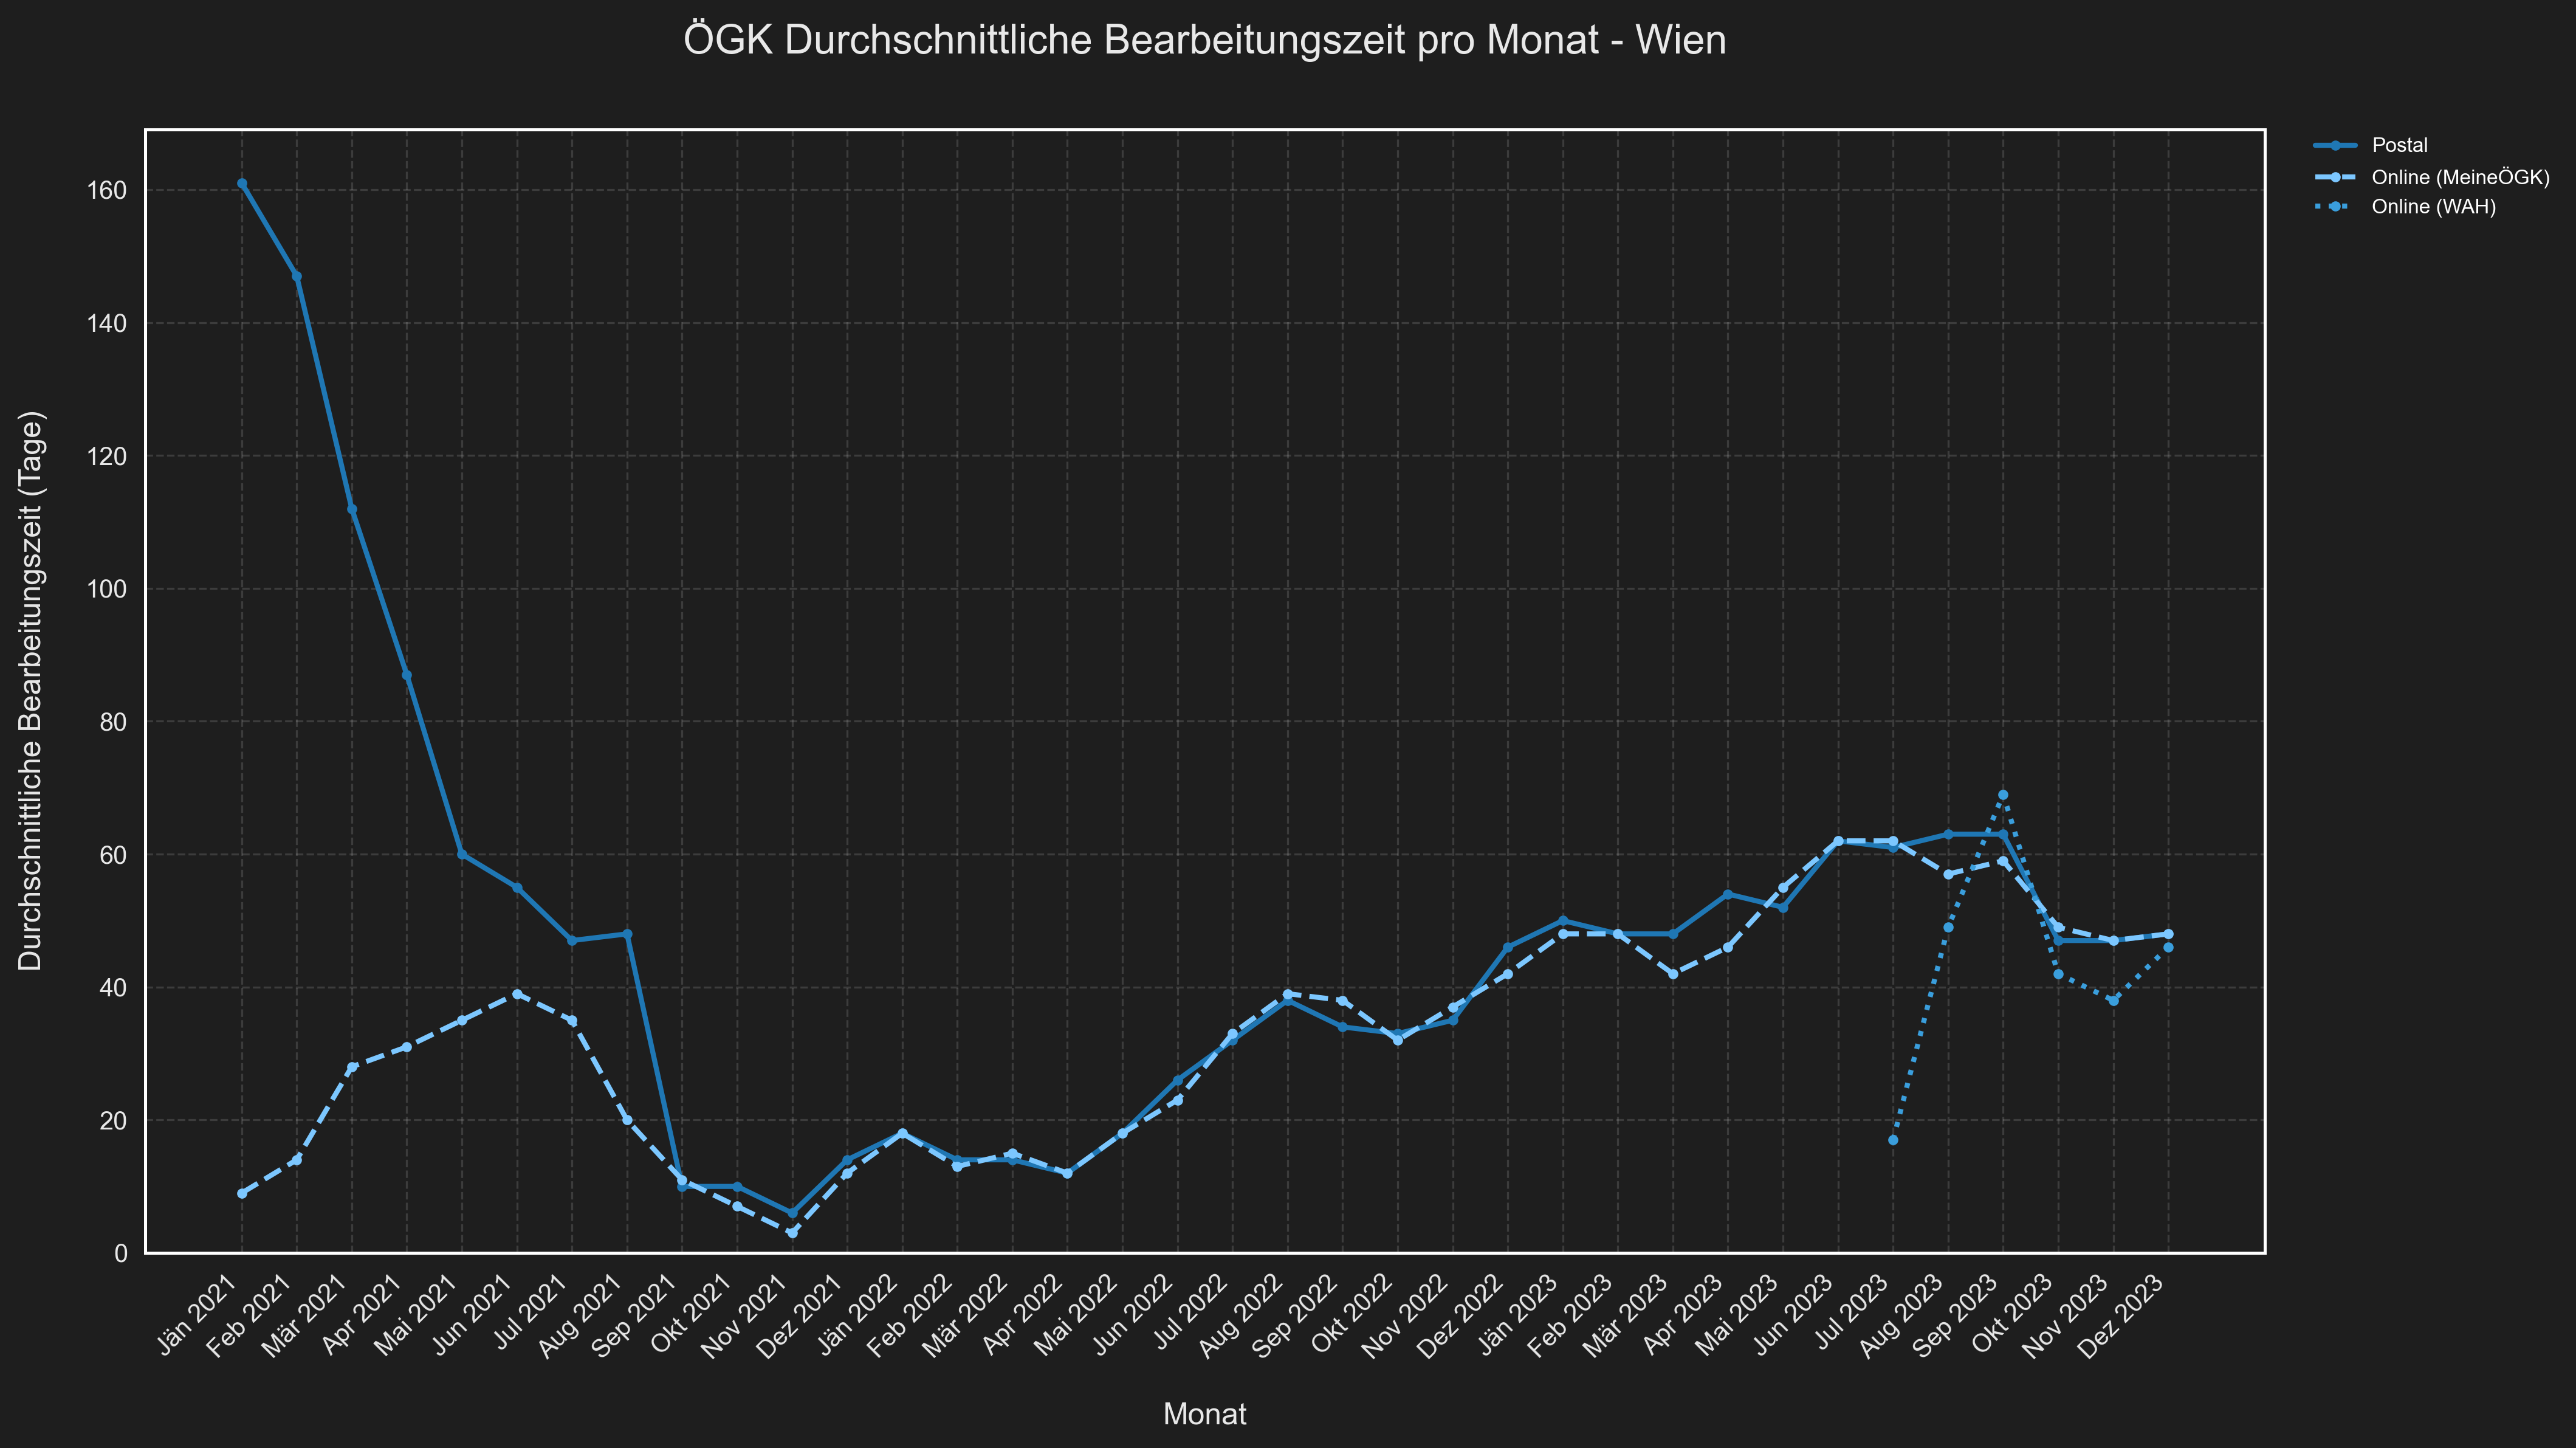 ÖGK Durchschnittliche Bearbeitungszeit pro Monat - Wien
Postal
Online (MeineÖGK)
Online (WAH)
Durchschnittliche Bearbeitungszeit (Tage)
160
140
120
100
80
60
40
20
0
Jän 2021
Feb 2021
Mär 2021
Apr 2021
Mai 2021
Jun 2021
Jul 2021
Aug 2021
Sep 2021
Okt 2021
Nov 2021
Dez 2021
Jän 2022
Feb 2022
Mär 2022
Apr 2022
Mai 2022
Jun 2022
Jul 2022
Aug 2022
Sep 2022
Okt 2022
Nov 2022
Dez 2022
Jän 2023
Feb 2023
Mär 2023
Apr 2023
Mai 2023
Jun 2023
Jul 2023
Aug 2023
Sep 2023
Okt 2023
Nov 2023
Dez 2023
Monat